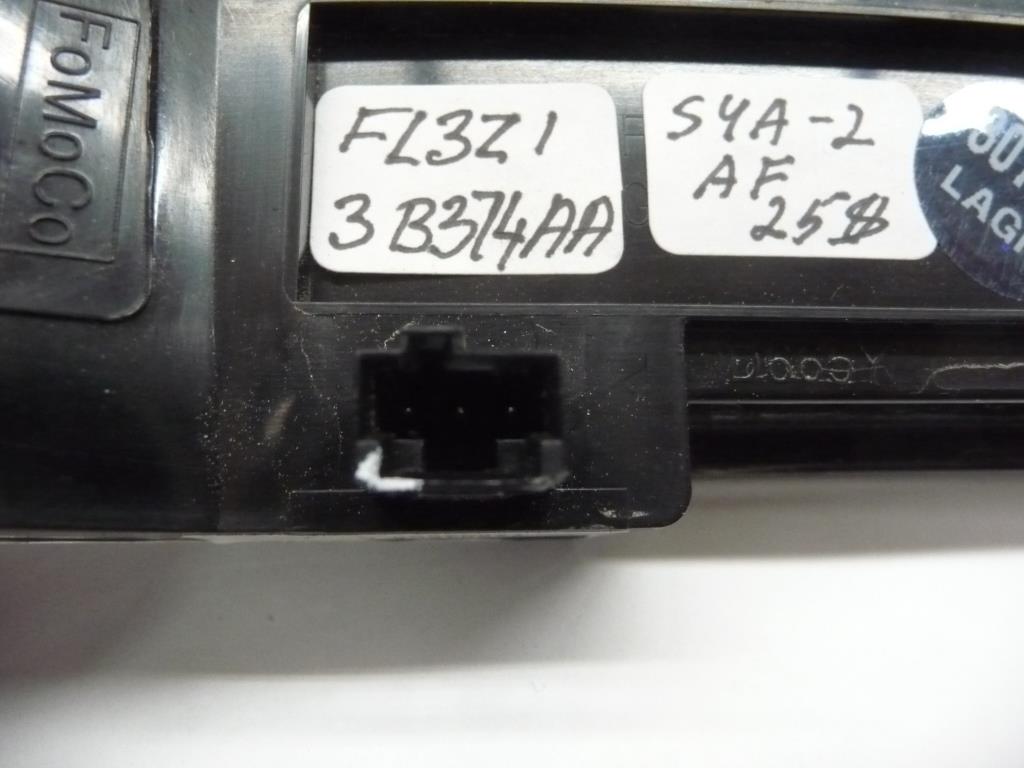 FoMoCo
FL3Z1
3B374AA
S4A-2
AF
25$